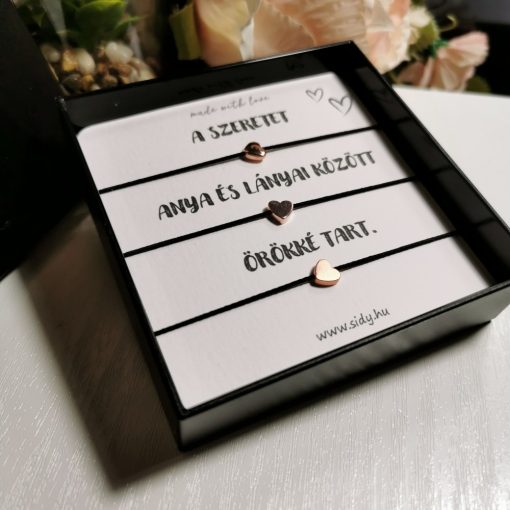 made with love
A SZERETET
ANYA ÉS LÁNYAI KÖZÖTT
ÖRÖKKÉ TART.
www.sidy.hu